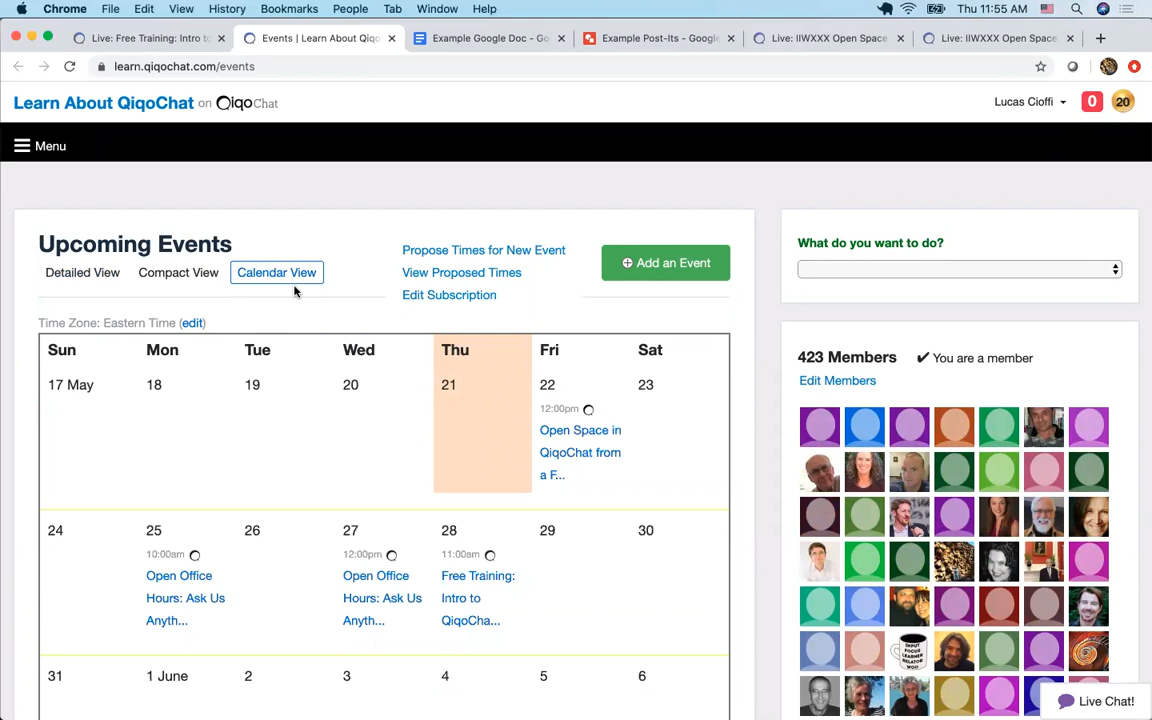 Chrome File Edit View History Bookmarks People Tab Window Help Thu 11:55 AM
Live: Free Training: Intro to
Events | Learn About Qiqo
Example Google Doc - Go
Example Post-Its - Google
Live: IIWXXX Open Space
Live: IIWXXX Open Space
learn.qiqochat.com/events
Learn About QiqoChat on QiqoChat
Lucas Cioffi 0 20
Menu
Upcoming Events
Detailed View Compact View Calendar View
Propose Times for New Event
View Proposed Times
Edit Subscription
Add an Event
Time Zone: Eastern Time (edit)
Sun Mon Tue Wed Thu Fri Sat
17 May 18 19 20 21 22 23
12:00pm
Open Space in
QiqoChat from
a F...
24 25 26 27 28 29 30
10:00am 12:00pm 11:00am
Open Office Open Office Free Training:
Hours: Ask Us Hours: Ask Us Intro to
Anyth... Anyth... QiqoCha...
31 1 June 2 3 4 5 6
What do you want to do?
423 Members ✔ You are a member
Edit Members
INPUT
FOCUS
LEARNER
RELATOR
WOO
Live Chat!